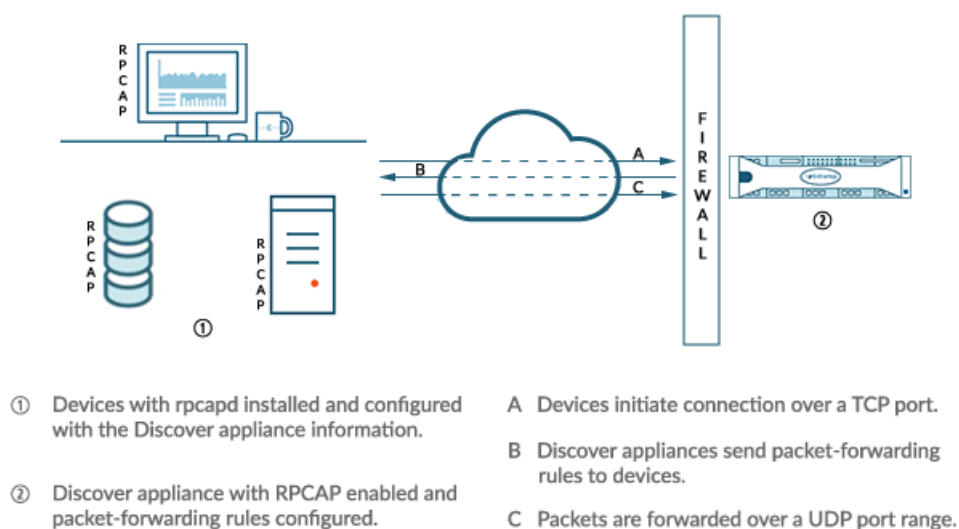 RPCAP
RPCAP
RPCAP
①
A
B
C
FIREWALL
②
① Devices with rpcapd installed and configured
with the Discover appliance information.
② Discover appliance with RPCAP enabled and
packet-forwarding rules configured.
A Devices initiate connection over a TCP port.
B Discover appliances send packet-forwarding
rules to devices.
C Packets are forwarded over a UDP port range.